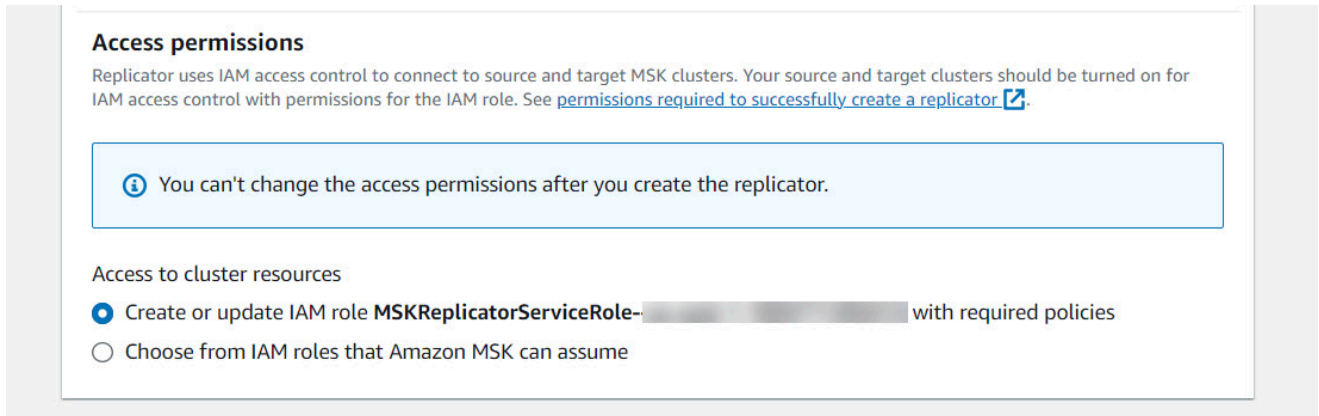 Access permissions
Replicator uses IAM access control to connect to source and target MSK clusters. Your source and target clusters should be turned on for
IAM access control with permissions for the IAM role. See permissions required to successfully create a replicator.
You can't change the access permissions after you create the replicator.
Access to cluster resources
Create or update IAM role MSKReplicatorServiceRole- with required policies
Choose from IAM roles that Amazon MSK can assume